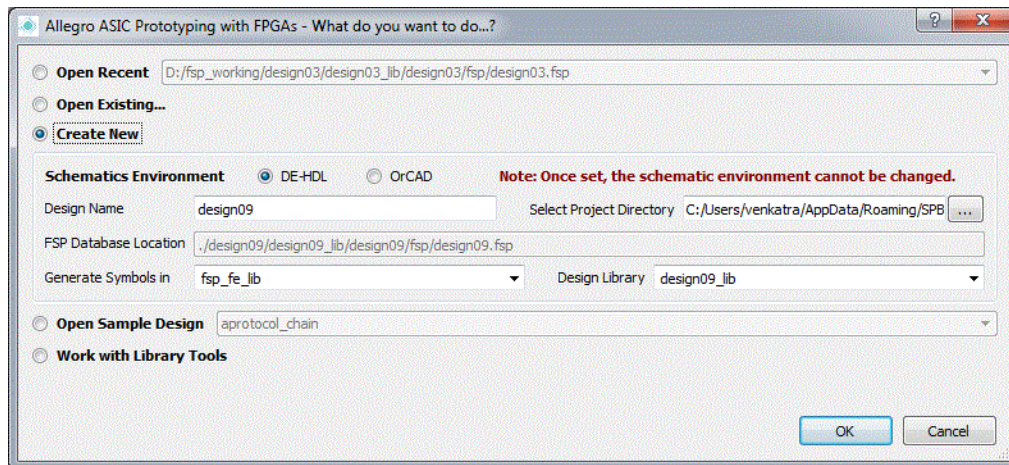 Allegro ASIC Prototyping with FPGAs - What do you want to do...?
Open Recent D:/fsp_working/design03/design03_lib/design03/fsp/design03.fsp
Open Existing...
Create New
Schematics Environment DE-HDL OrCAD Note: Once set, the schematic environment cannot be changed.
Design Name design09 Select Project Directory C:/Users/venkatra/AppData/Roaming/SPB ...
FSP Database Location ./design09/design09_lib/design09/fsp/design09.fsp
Generate Symbols in fsp_fe_lib Design Library design09_lib
Open Sample Design aprotocol_chain
Work with Library Tools
OK Cancel